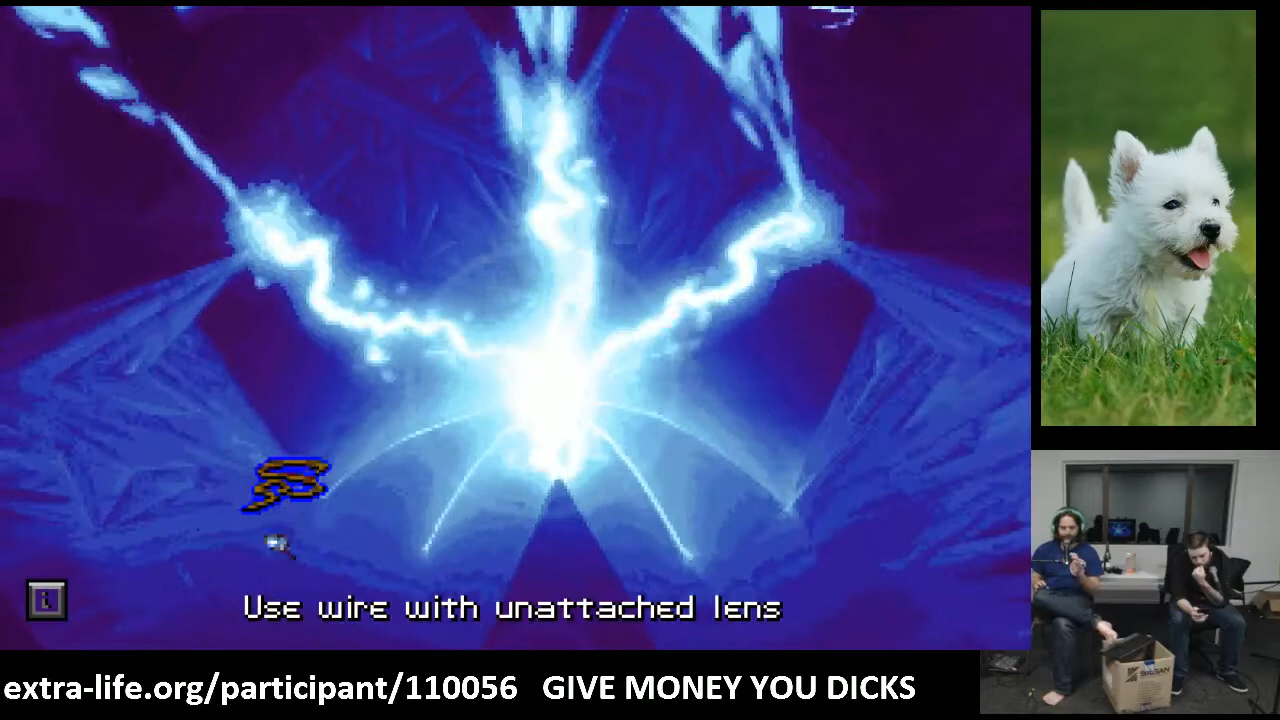 i
Use wire with unattached lens
extra-life.org/participant/110056 GIVE MONEY YOU DICKS